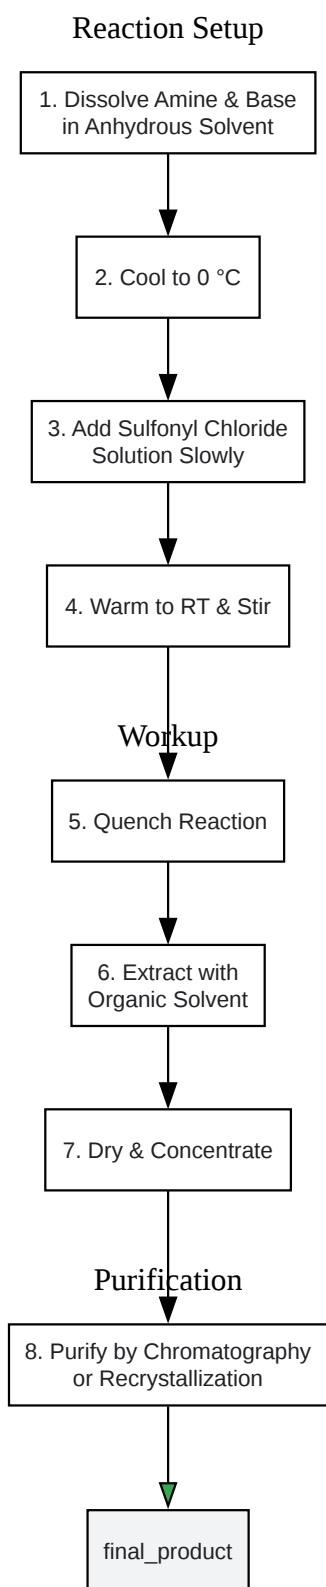 Reaction Setup
1. Dissolve Amine & Base
in Anhydrous Solvent
2. Cool to 0 °C
3. Add Sulfonyl Chloride
Solution Slowly
4. Warm to RT & Stir
Workup
5. Quench Reaction
6. Extract with
Organic Solvent
7. Dry & Concentrate
Purification
8. Purify by Chromatography
or Recrystallization
final_product